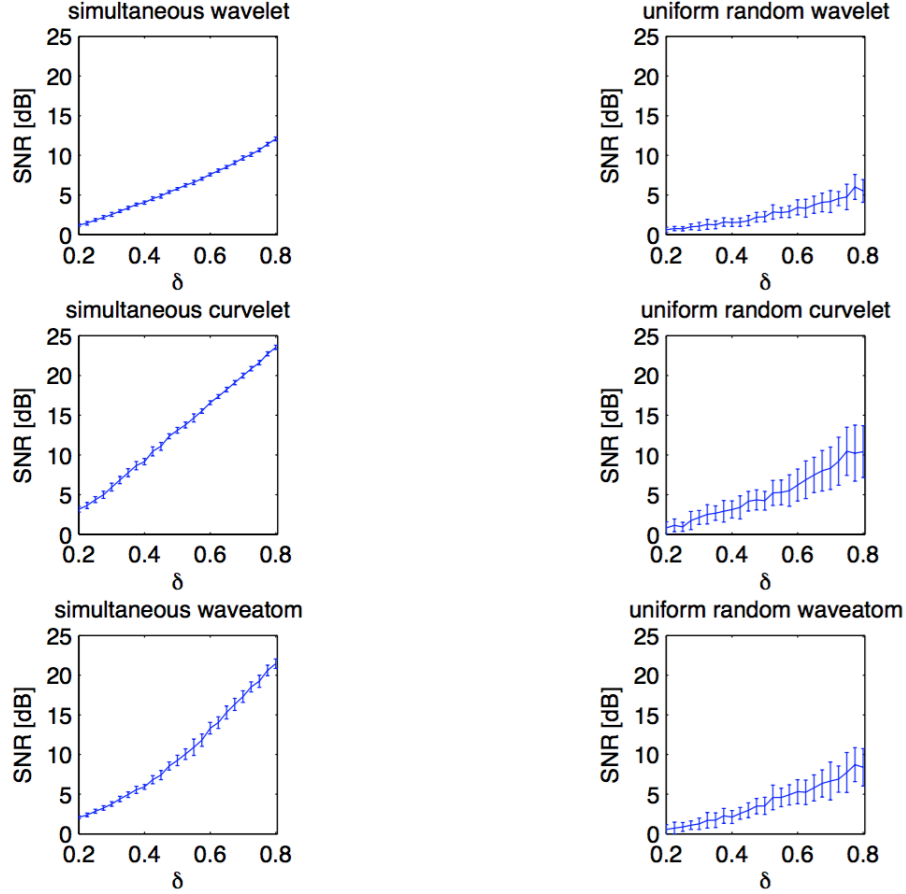 simultaneous wavelet
25
20
15
10
5
0
SNR [dB]
0.2 0.4 0.6 0.8
δ
uniform random wavelet
25
20
15
10
5
0
SNR [dB]
0.2 0.4 0.6 0.8
δ
simultaneous curvelet
25
20
15
10
5
0
SNR [dB]
0.2 0.4 0.6 0.8
δ
uniform random curvelet
25
20
15
10
5
0
SNR [dB]
0.2 0.4 0.6 0.8
δ
simultaneous waveatom
25
20
15
10
5
0
SNR [dB]
0.2 0.4 0.6 0.8
δ
uniform random waveatom
25
20
15
10
5
0
SNR [dB]
0.2 0.4 0.6 0.8
δ